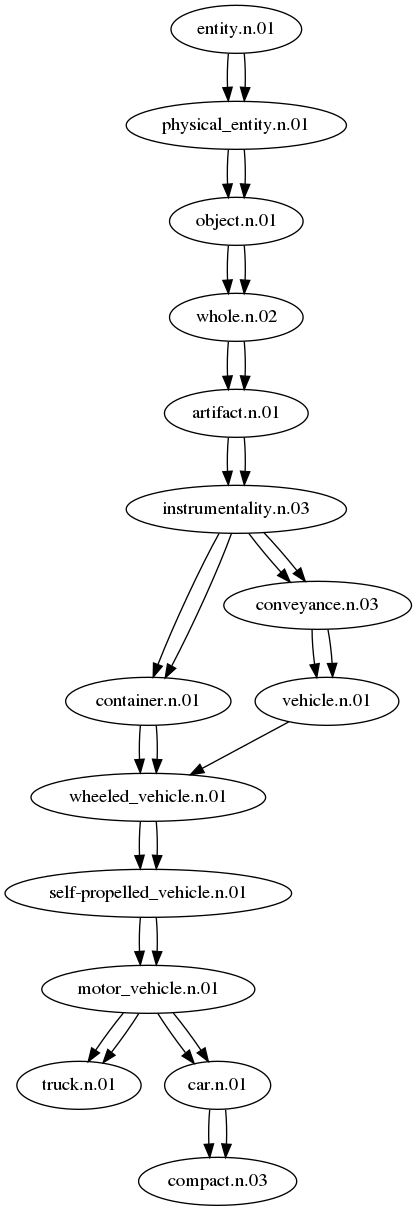 entity.n.01
physical_entity.n.01
object.n.01
whole.n.02
artifact.n.01
instrumentality.n.03
conveyance.n.03
container.n.01
vehicle.n.01
wheeled_vehicle.n.01
self-propelled_vehicle.n.01
motor_vehicle.n.01
truck.n.01
car.n.01
compact.n.03